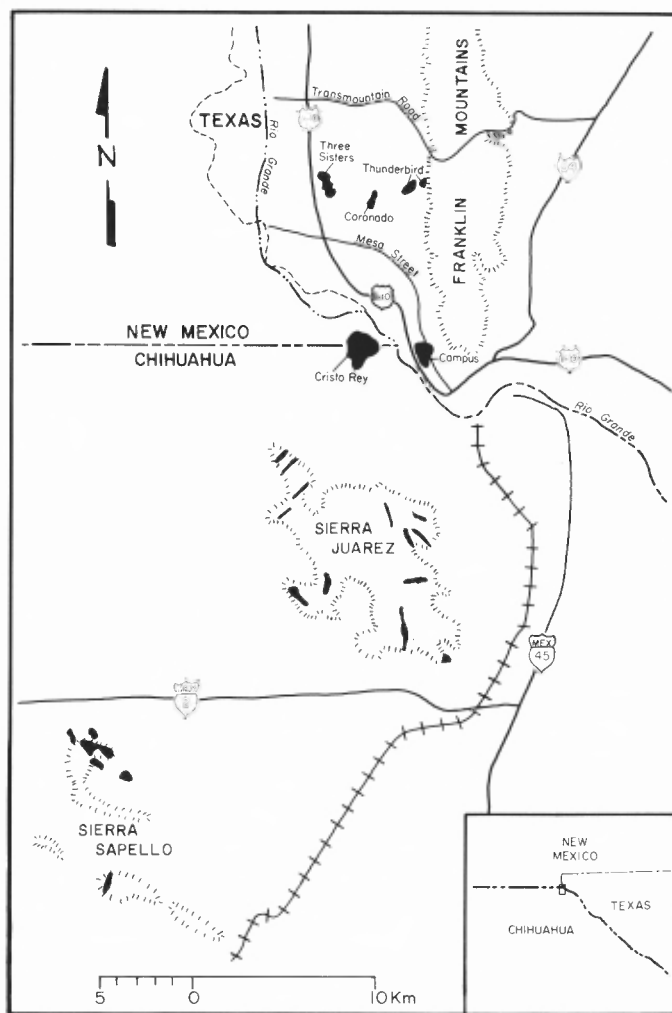 MOUNTAINS
Transmountain
Road
TEXAS
Rio
Grande
N
Three
Sisters
Thunderbird
Coronado
FRANKLIN
Mesa
Street
NEW MEXICO
CHIHUAHUA
Cristo Rey
Campus
Rio Grande
SIERRA
JUAREZ
MEX
45
SIERRA
SAPELLO
NEW
MEXICO
TEXAS
CHIHUAHUA
5 0 10 Km